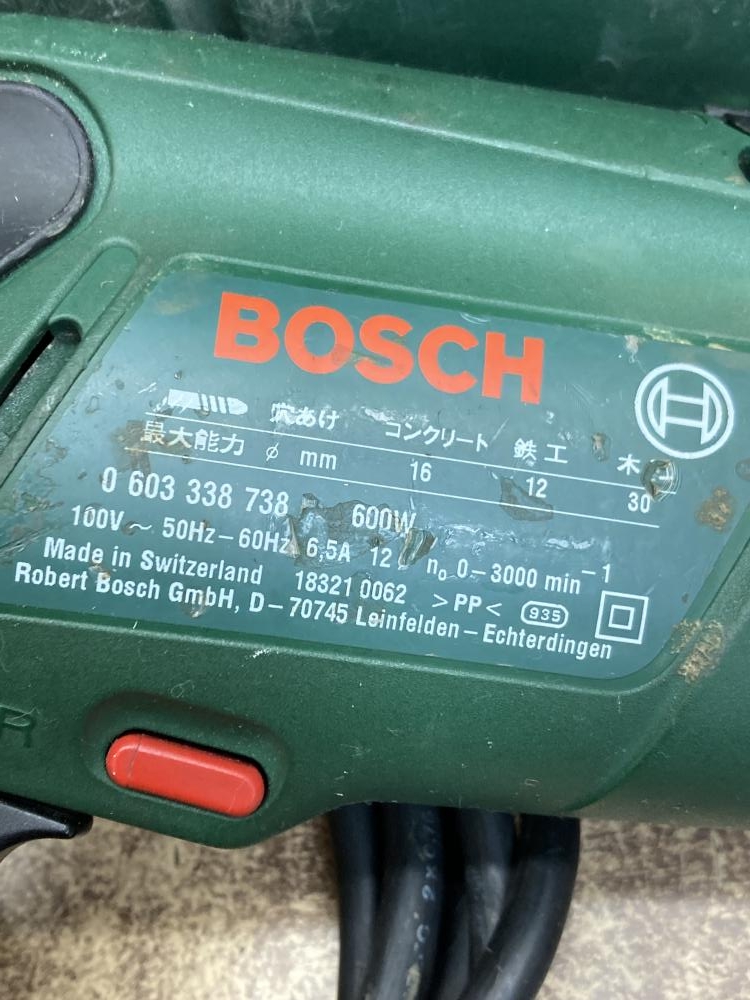 BOSCH
穴あけ コンクリート 鉄工 木工
最大能力 φ mm 16 12 30
0 603 338 738 600W
100V ~ 50Hz-60Hz 6,5A 12 n₀ 0-3000 min⁻¹
Made in Switzerland 18321 0062 >PP< 935
Robert Bosch GmbH, D-70745 Leinfelden-Echterdingen
R